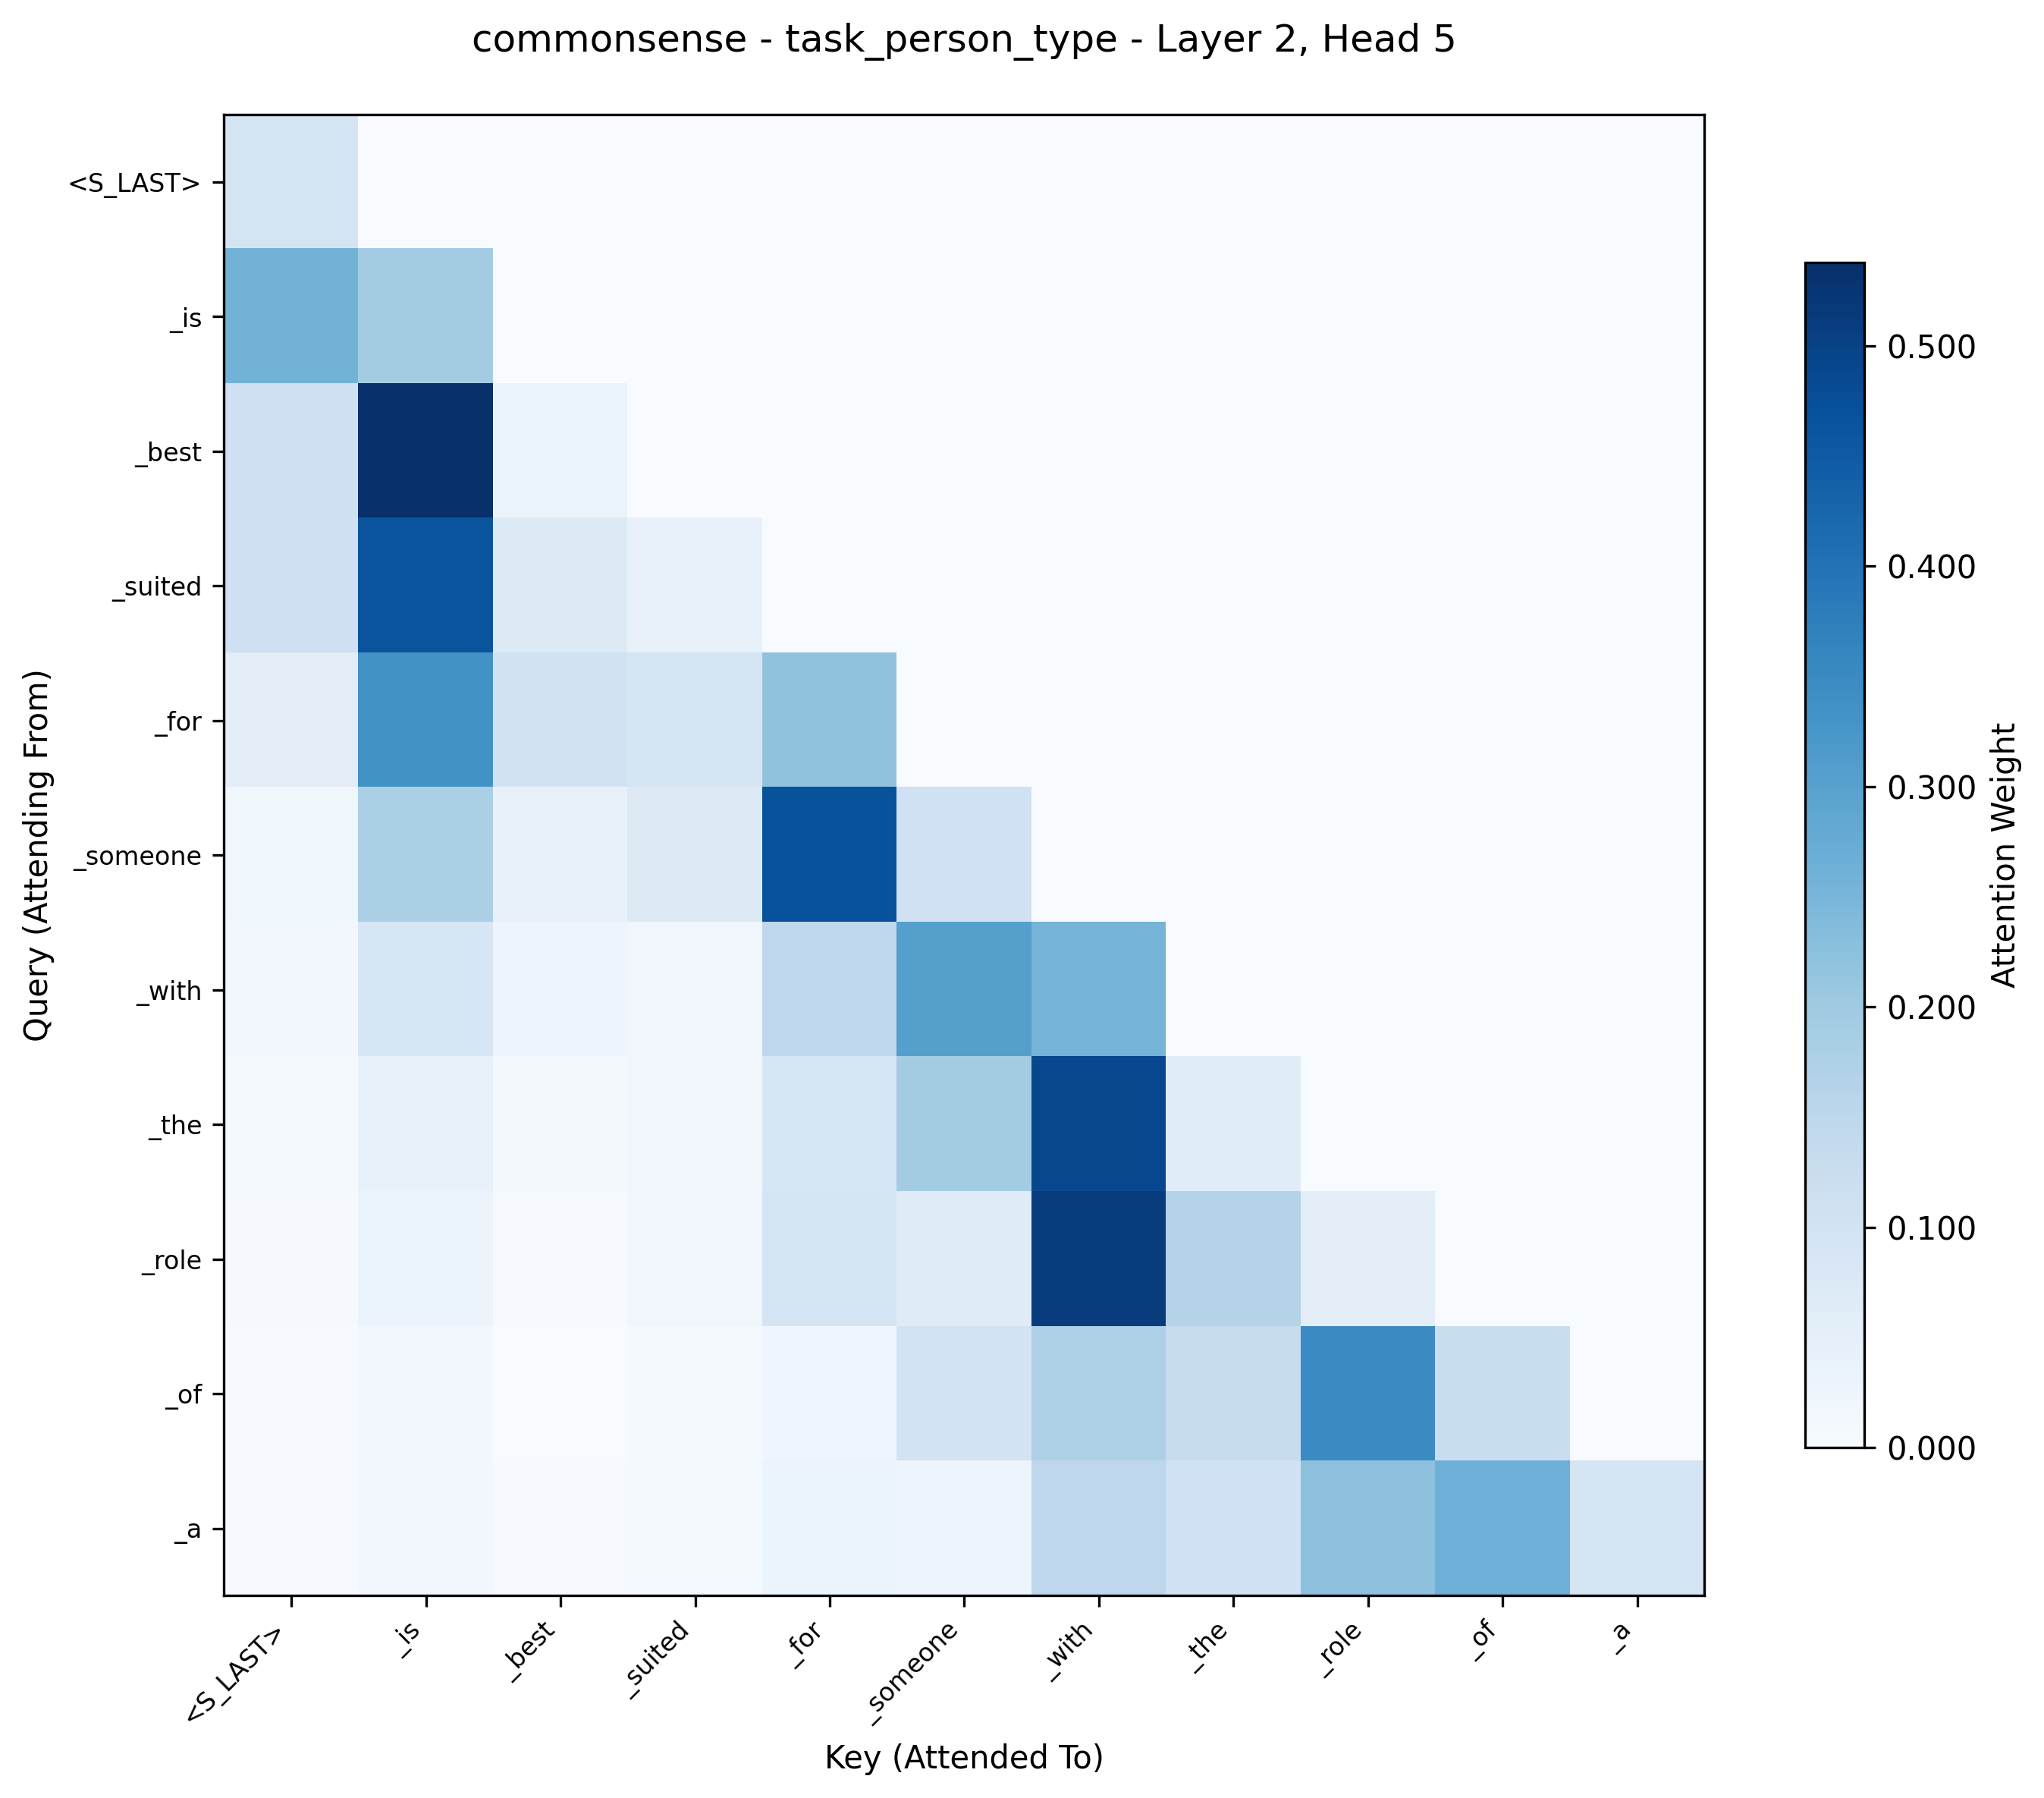 commonsense - task_person_type - Layer 2, Head 5
<S_LAST>
_is
_best
_suited
_for
_someone
_with
_the
_role
_of
_a
Query (Attending From)
<S_LAST>
_is
_best
_suited
_for
_someone
_with
_the
_role
_of
_a
Key (Attended To)
0.500
0.400
0.300
0.200
0.100
0.000
Attention Weight